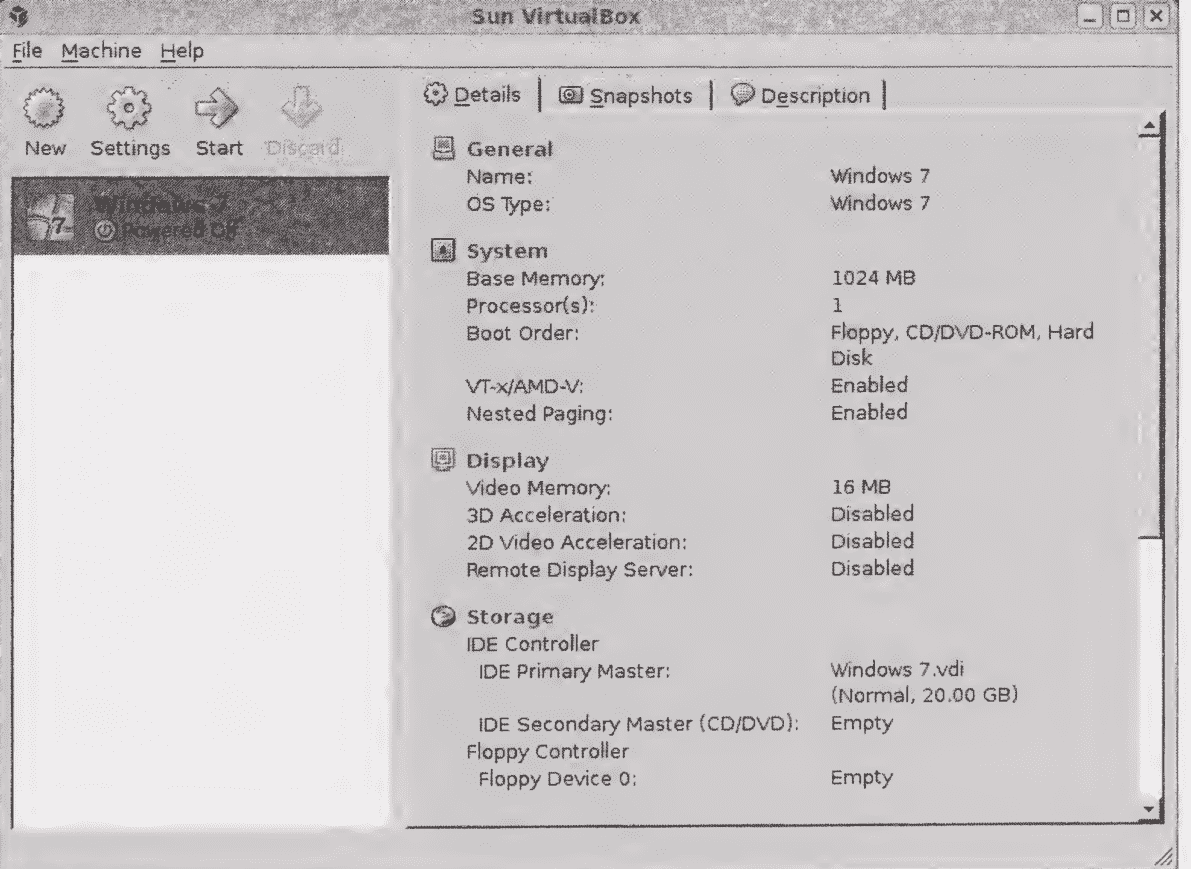 Sun VirtualBox
File Machine Help
New Settings Start Discard
Windows 7
Powered Off
Details Snapshots Description
General
Name: Windows 7
OS Type: Windows 7
System
Base Memory: 1024 MB
Processor(s): 1
Boot Order: Floppy, CD/DVD-ROM, Hard
Disk
VT-x/AMD-V: Enabled
Nested Paging: Enabled
Display
Video Memory: 16 MB
3D Acceleration: Disabled
2D Video Acceleration: Disabled
Remote Display Server: Disabled
Storage
IDE Controller
IDE Primary Master: Windows 7.vdi
(Normal, 20.00 GB)
IDE Secondary Master (CD/DVD): Empty
Floppy Controller
Floppy Device 0: Empty